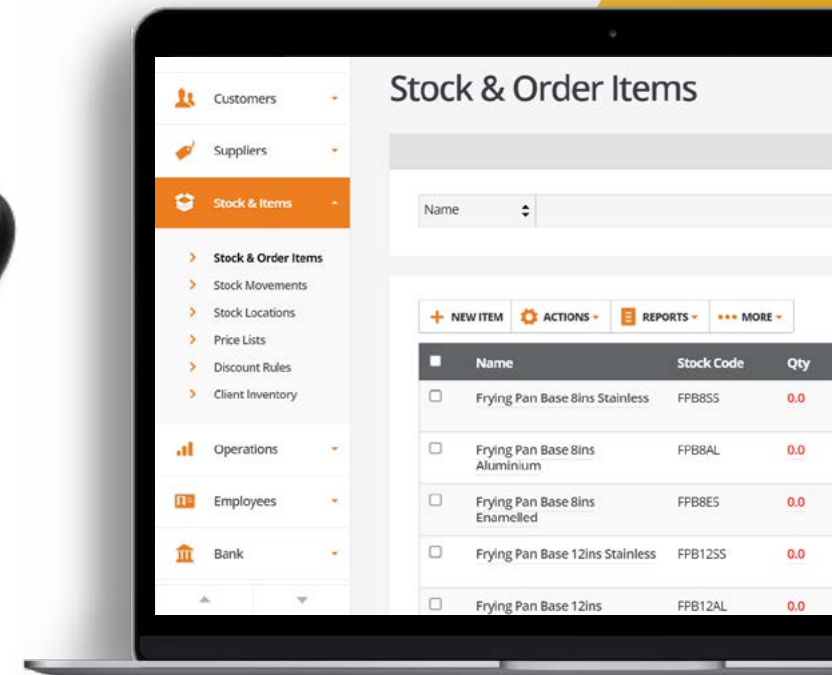 Stock & Order Items
Customers
Suppliers
Stock & Items
Stock & Order Items
Stock Movements
Stock Locations
Price Lists
Discount Rules
Client Inventory
Operations
Employees
Bank
Name
NEW ITEM ACTIONS REPORTS MORE
Name Stock Code Qty
Frying Pan Base 8ins Stainless FPB8SS 0.0
Frying Pan Base 8ins FPB8AL 0.0
Aluminium
Frying Pan Base 8ins FPB8ES 0.0
Enamelled
Frying Pan Base 12ins Stainless FPB12SS 0.0
Frying Pan Base 12ins FPB12AL 0.0